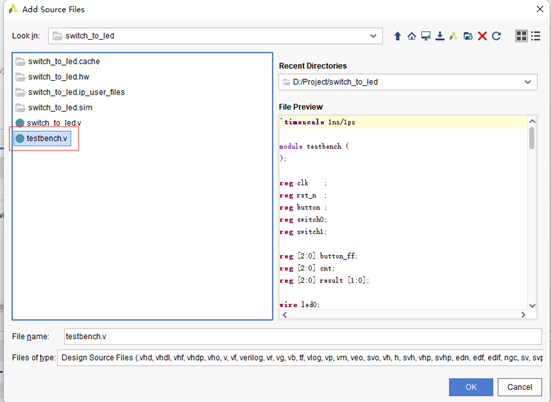 Add Source Files
Look in: switch_to_led
switch_to_led.cache
switch_to_led.hw
switch_to_led.ip_user_files
switch_to_led.sim
switch_to_led.v
testbench.v
Recent Directories
D:/Project/switch_to_led
File Preview
`timescale 1ns/1ps
module testbench (
);
reg clk ;
reg rst_n ;
reg button ;
reg switch0;
reg switch1;
reg [2:0] button_ff;
reg [2:0] cnt;
reg [2:0] result [1:0];
wire led0;
File name: testbench.v
Files of type: Design Source Files (.vhd, vhdl, vhf, vhdp, vho, v, vf, verilog, vr, vg, vb, tf, vlog, vp, vm, veo, svo, vh, h, svh, vhp, svhp, edn, edf, edif, ngc, sv, svp
OK
Cancel